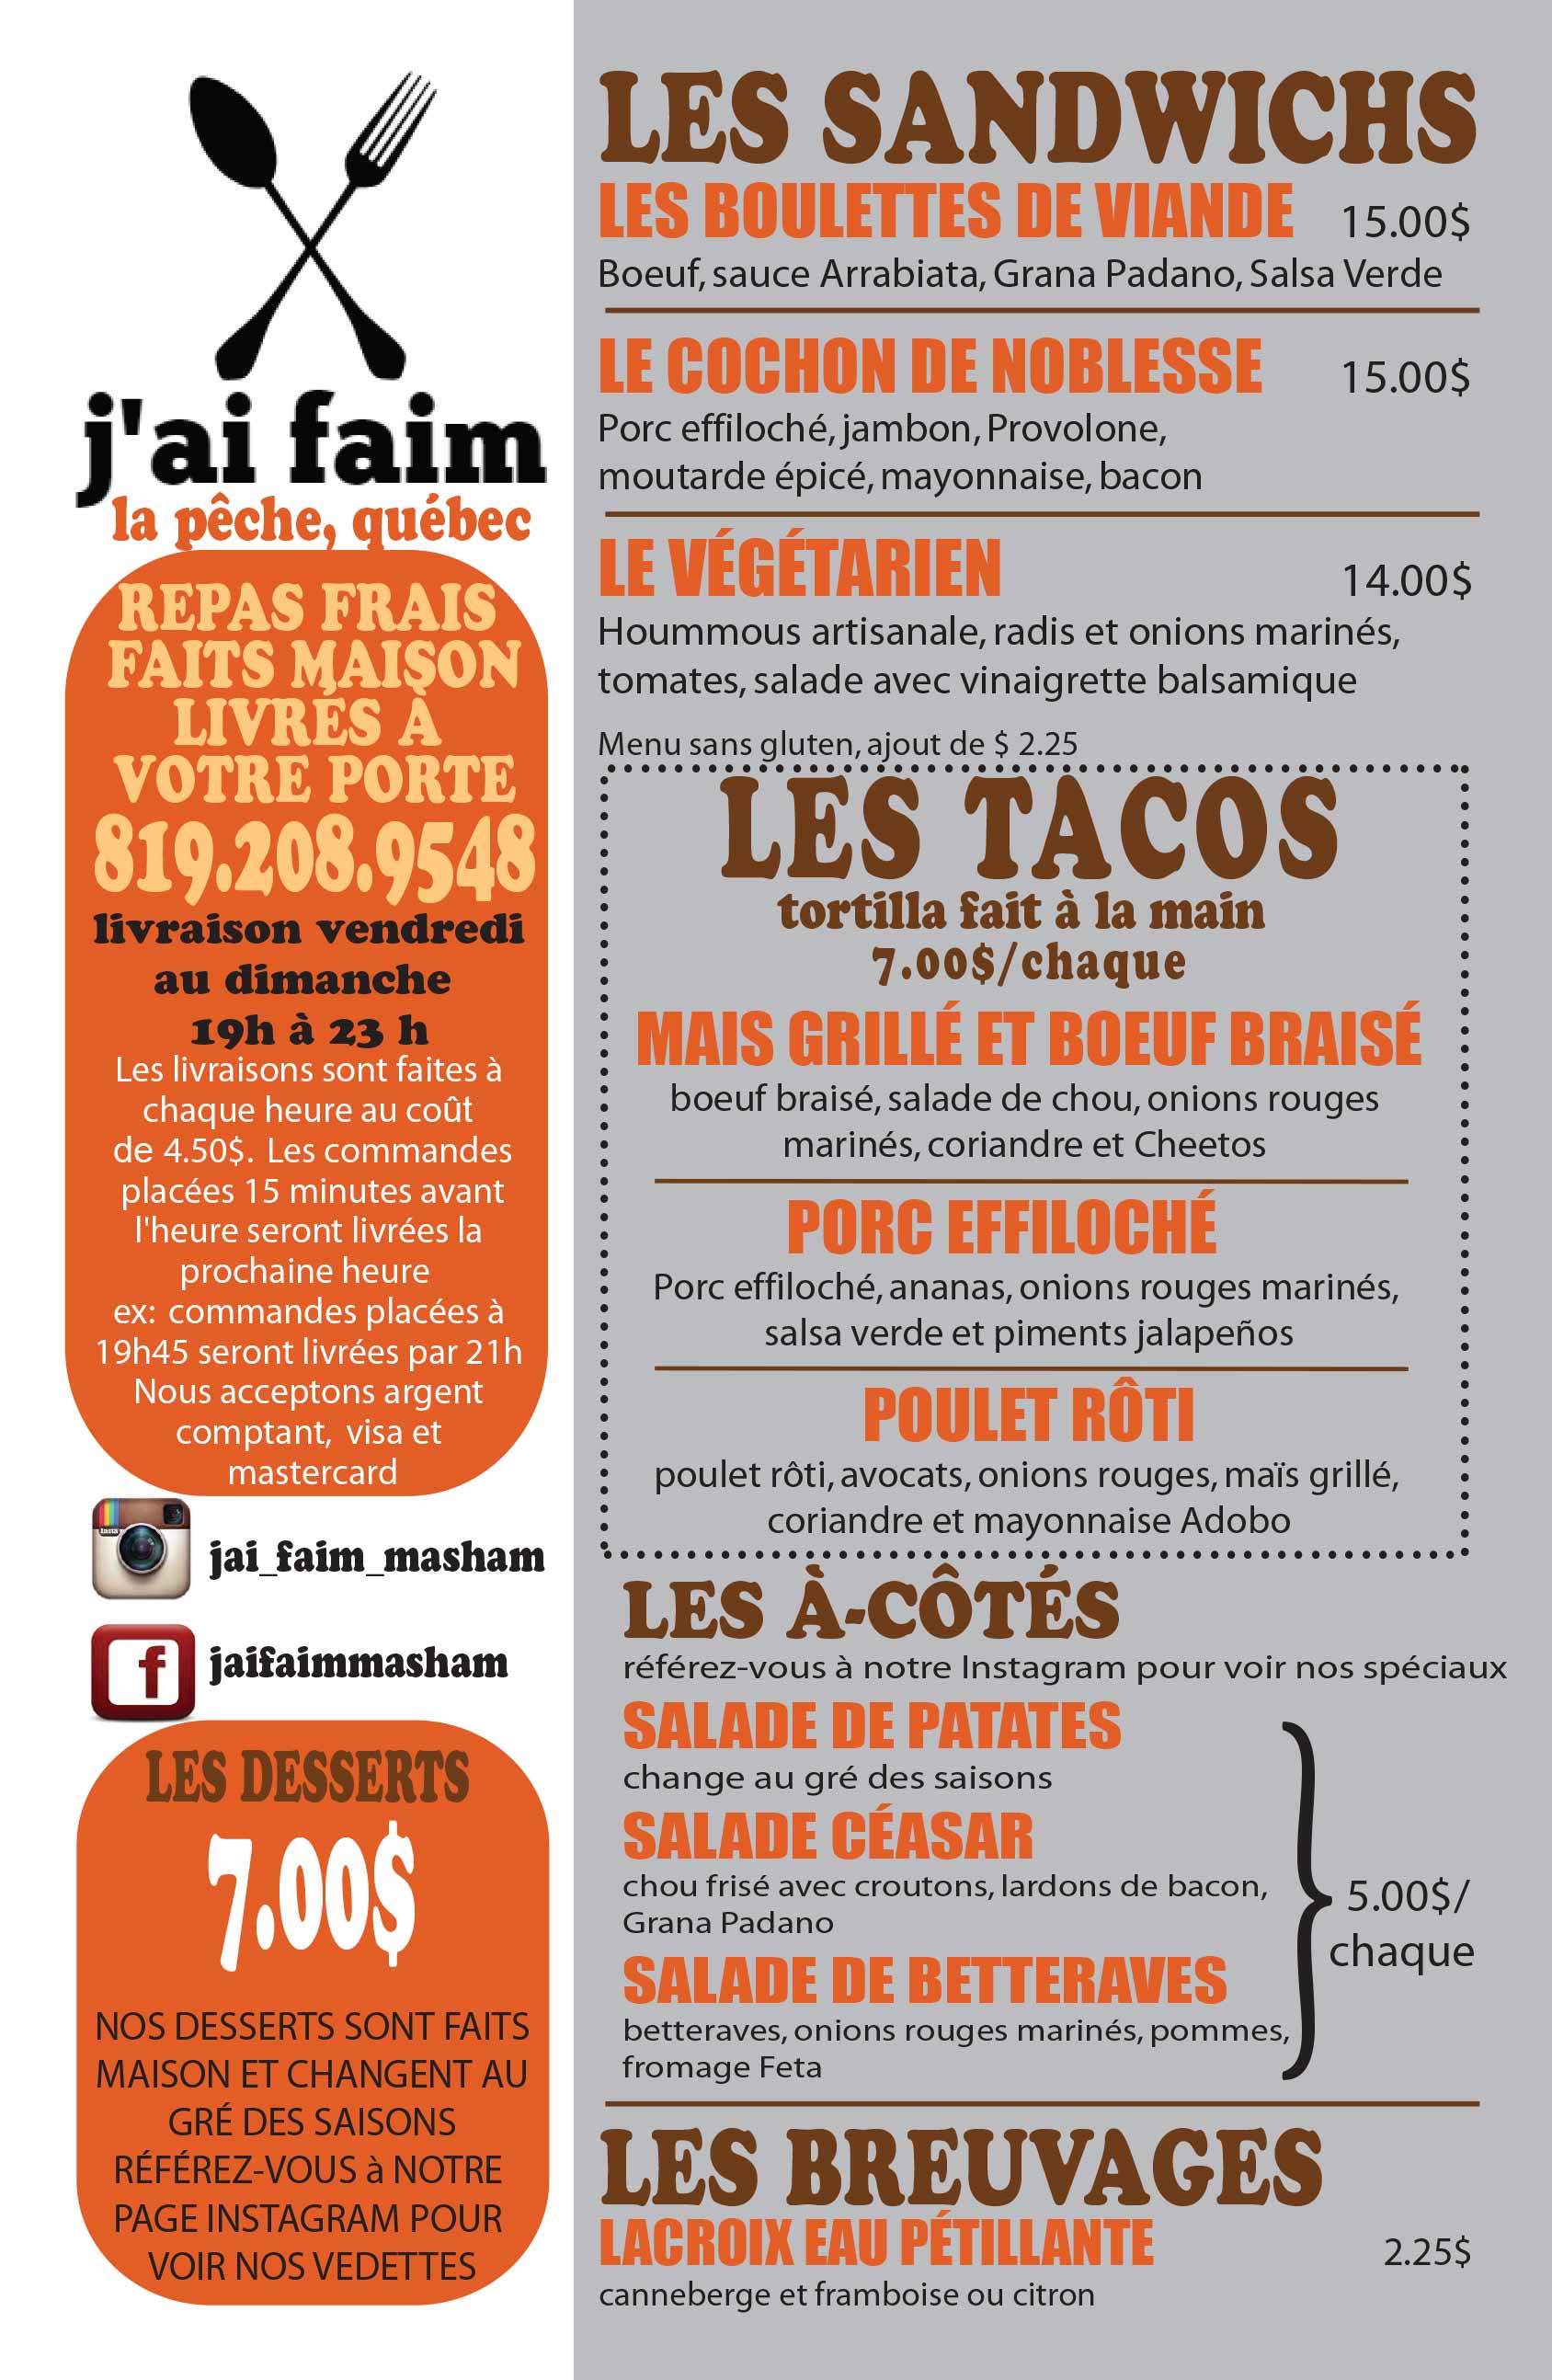 j'ai faim
la pêche, québec
REPAS FRAIS
FAITS MAISON
LIVRÉS À
VOTRE PORTE
819.208.9548
livraison vendredi
au dimanche
19h à 23 h
Les livraisons sont faites à
chaque heure au coût
de 4.50$. Les commandes
placées 15 minutes avant
l'heure seront livrées la
prochaine heure
ex: commandes placées à
19h45 seront livrées par 21h
Nous acceptons argent
comptant, visa et
mastercard
jai_faim_masham
f
jaifaimmasham
LES DESSERTS
7.00$
NOS DESSERTS SONT FAITS
MAISON ET CHANGENT AU
GRÉ DES SAISONS
RÉFÉREZ-VOUS à NOTRE
PAGE INSTAGRAM POUR
VOIR NOS VEDETTES
LES SANDWICHS
LES BOULETTES DE VIANDE 15.00$
Boeuf, sauce Arrabiata, Grana Padano, Salsa Verde
LE COCHON DE NOBLESSE 15.00$
Porc effiloché, jambon, Provolone,
moutarde épicé, mayonnaise, bacon
LE VÉGÉTARIEN 14.00$
Hoummous artisanale, radis et onions marinés,
tomates, salade avec vinaigrette balsamique
Menu sans gluten, ajout de $ 2.25
LES TACOS
tortilla fait à la main
7.00$/chaque
MAIS GRILLÉ ET BOEUF BRAISÉ
boeuf braisé, salade de chou, onions rouges
marinés, coriandre et Cheetos
PORC EFFILOCHÉ
Porc effiloché, ananas, onions rouges marinés,
salsa verde et piments jalapeños
POULET RÔTI
poulet rôti, avocats, onions rouges, maïs grillé,
coriandre et mayonnaise Adobo
LES À-CÔTÉS
référez-vous à notre Instagram pour voir nos spéciaux
SALADE DE PATATES
change au gré des saisons
SALADE CÉASAR
chou frisé avec croutons, lardons de bacon,
Grana Padano
SALADE DE BETTERAVES
betteraves, onions rouges marinés, pommes,
fromage Feta
5.00$/
chaque
LES BREUVAGES
LACROIX EAU PÉTILLANTE 2.25$
canneberge et framboise ou citron